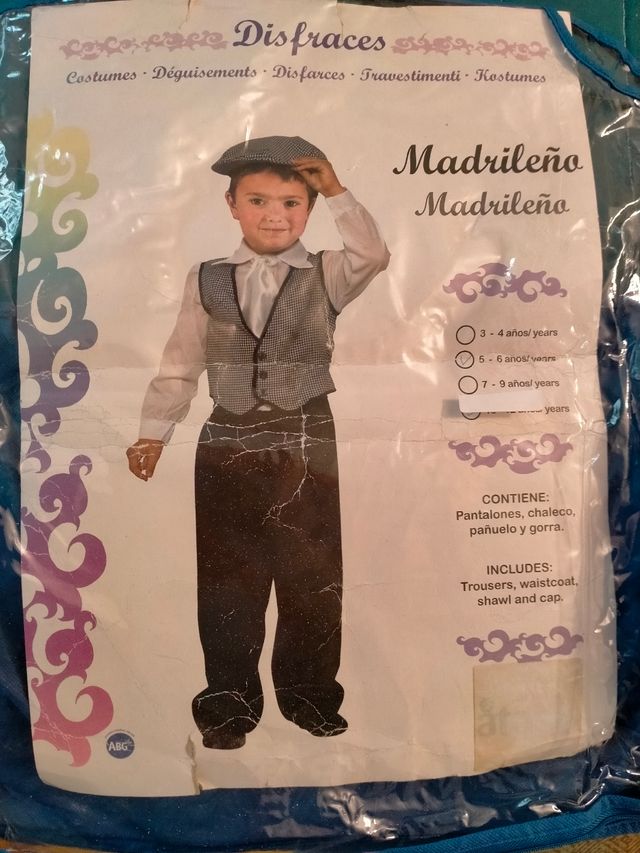 Disfraces
Costumes · Déguisements · Disfarces · Travestimenti · Kostumes
Madrileño
Madrileño
3 - 4 años/ years
5 - 6 años/ years
7 - 9 años/ years
años/ years
CONTIENE:
Pantalones, chaleco,
pañuelo y gorra.
INCLUDES:
Trousers, waistcoat,
shawl and cap.
ABG